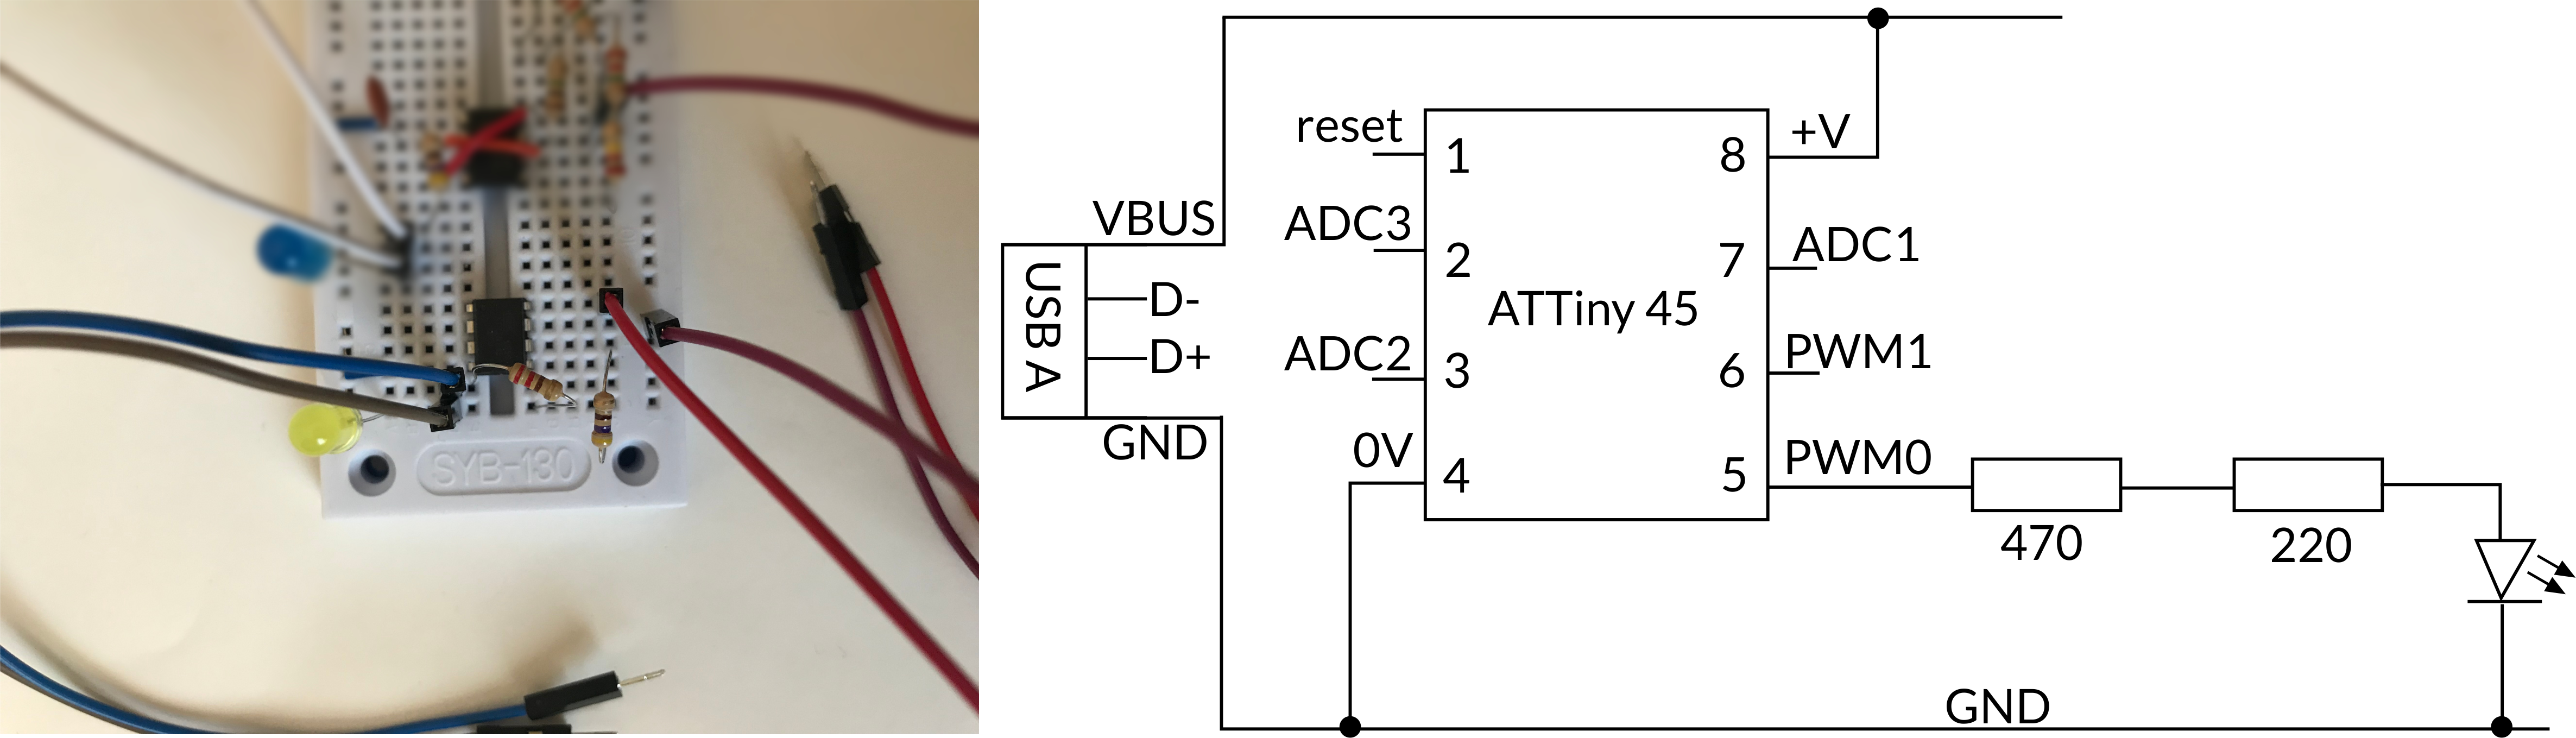 SYB-130
VBUS
USB A
D-
D+
GND
reset
ADC3
ADC2
0V
1
2
3
4
ATTiny 45
8
7
6
5
+V
ADC1
PWM1
PWM0
470
220
GND